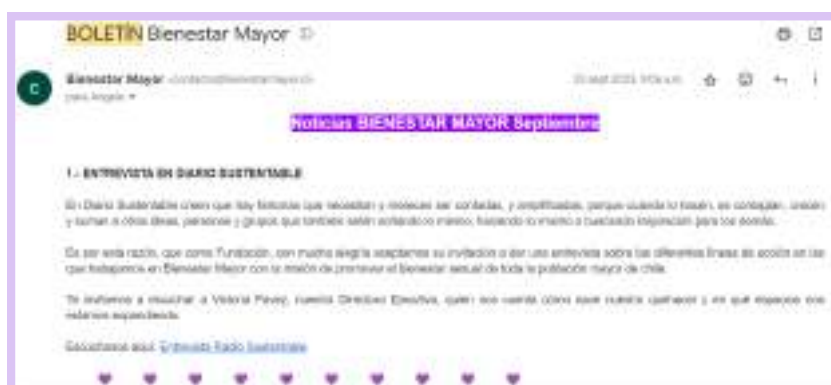 BOLETÍN Bienestar Mayor
C
Bienestar Mayor
para Angela
Noticias BIENESTAR MAYOR Septiembre
1.- ENTREVISTA EN DIARIO SUSTENTABLE
En Diario Sustentable creen que hay historias que necesitan y merecen ser contadas, y amplificadas, porque cuando lo hacen, se contagian, crecen
y suman a otras ideas, personas y grupos que también están haciendo lo mismo o buscando inspiración para los demás.
Es por esta razón, que como Fundación, con mucha alegría aceptamos su invitación a dar una entrevista sobre las diferentes líneas de acción en las
que trabajamos en Bienestar Mayor con la misión de promover el bienestar sexual de toda la población mayor de chile.
Te invitamos a escuchar a Victoria Pavez, nuestra Directora Ejecutiva, quien nos cuenta cómo nace nuestro quehacer y en qué espacios nos
estamos expandiendo.
Escúchanos aquí: Entrevista Radio Sustentable